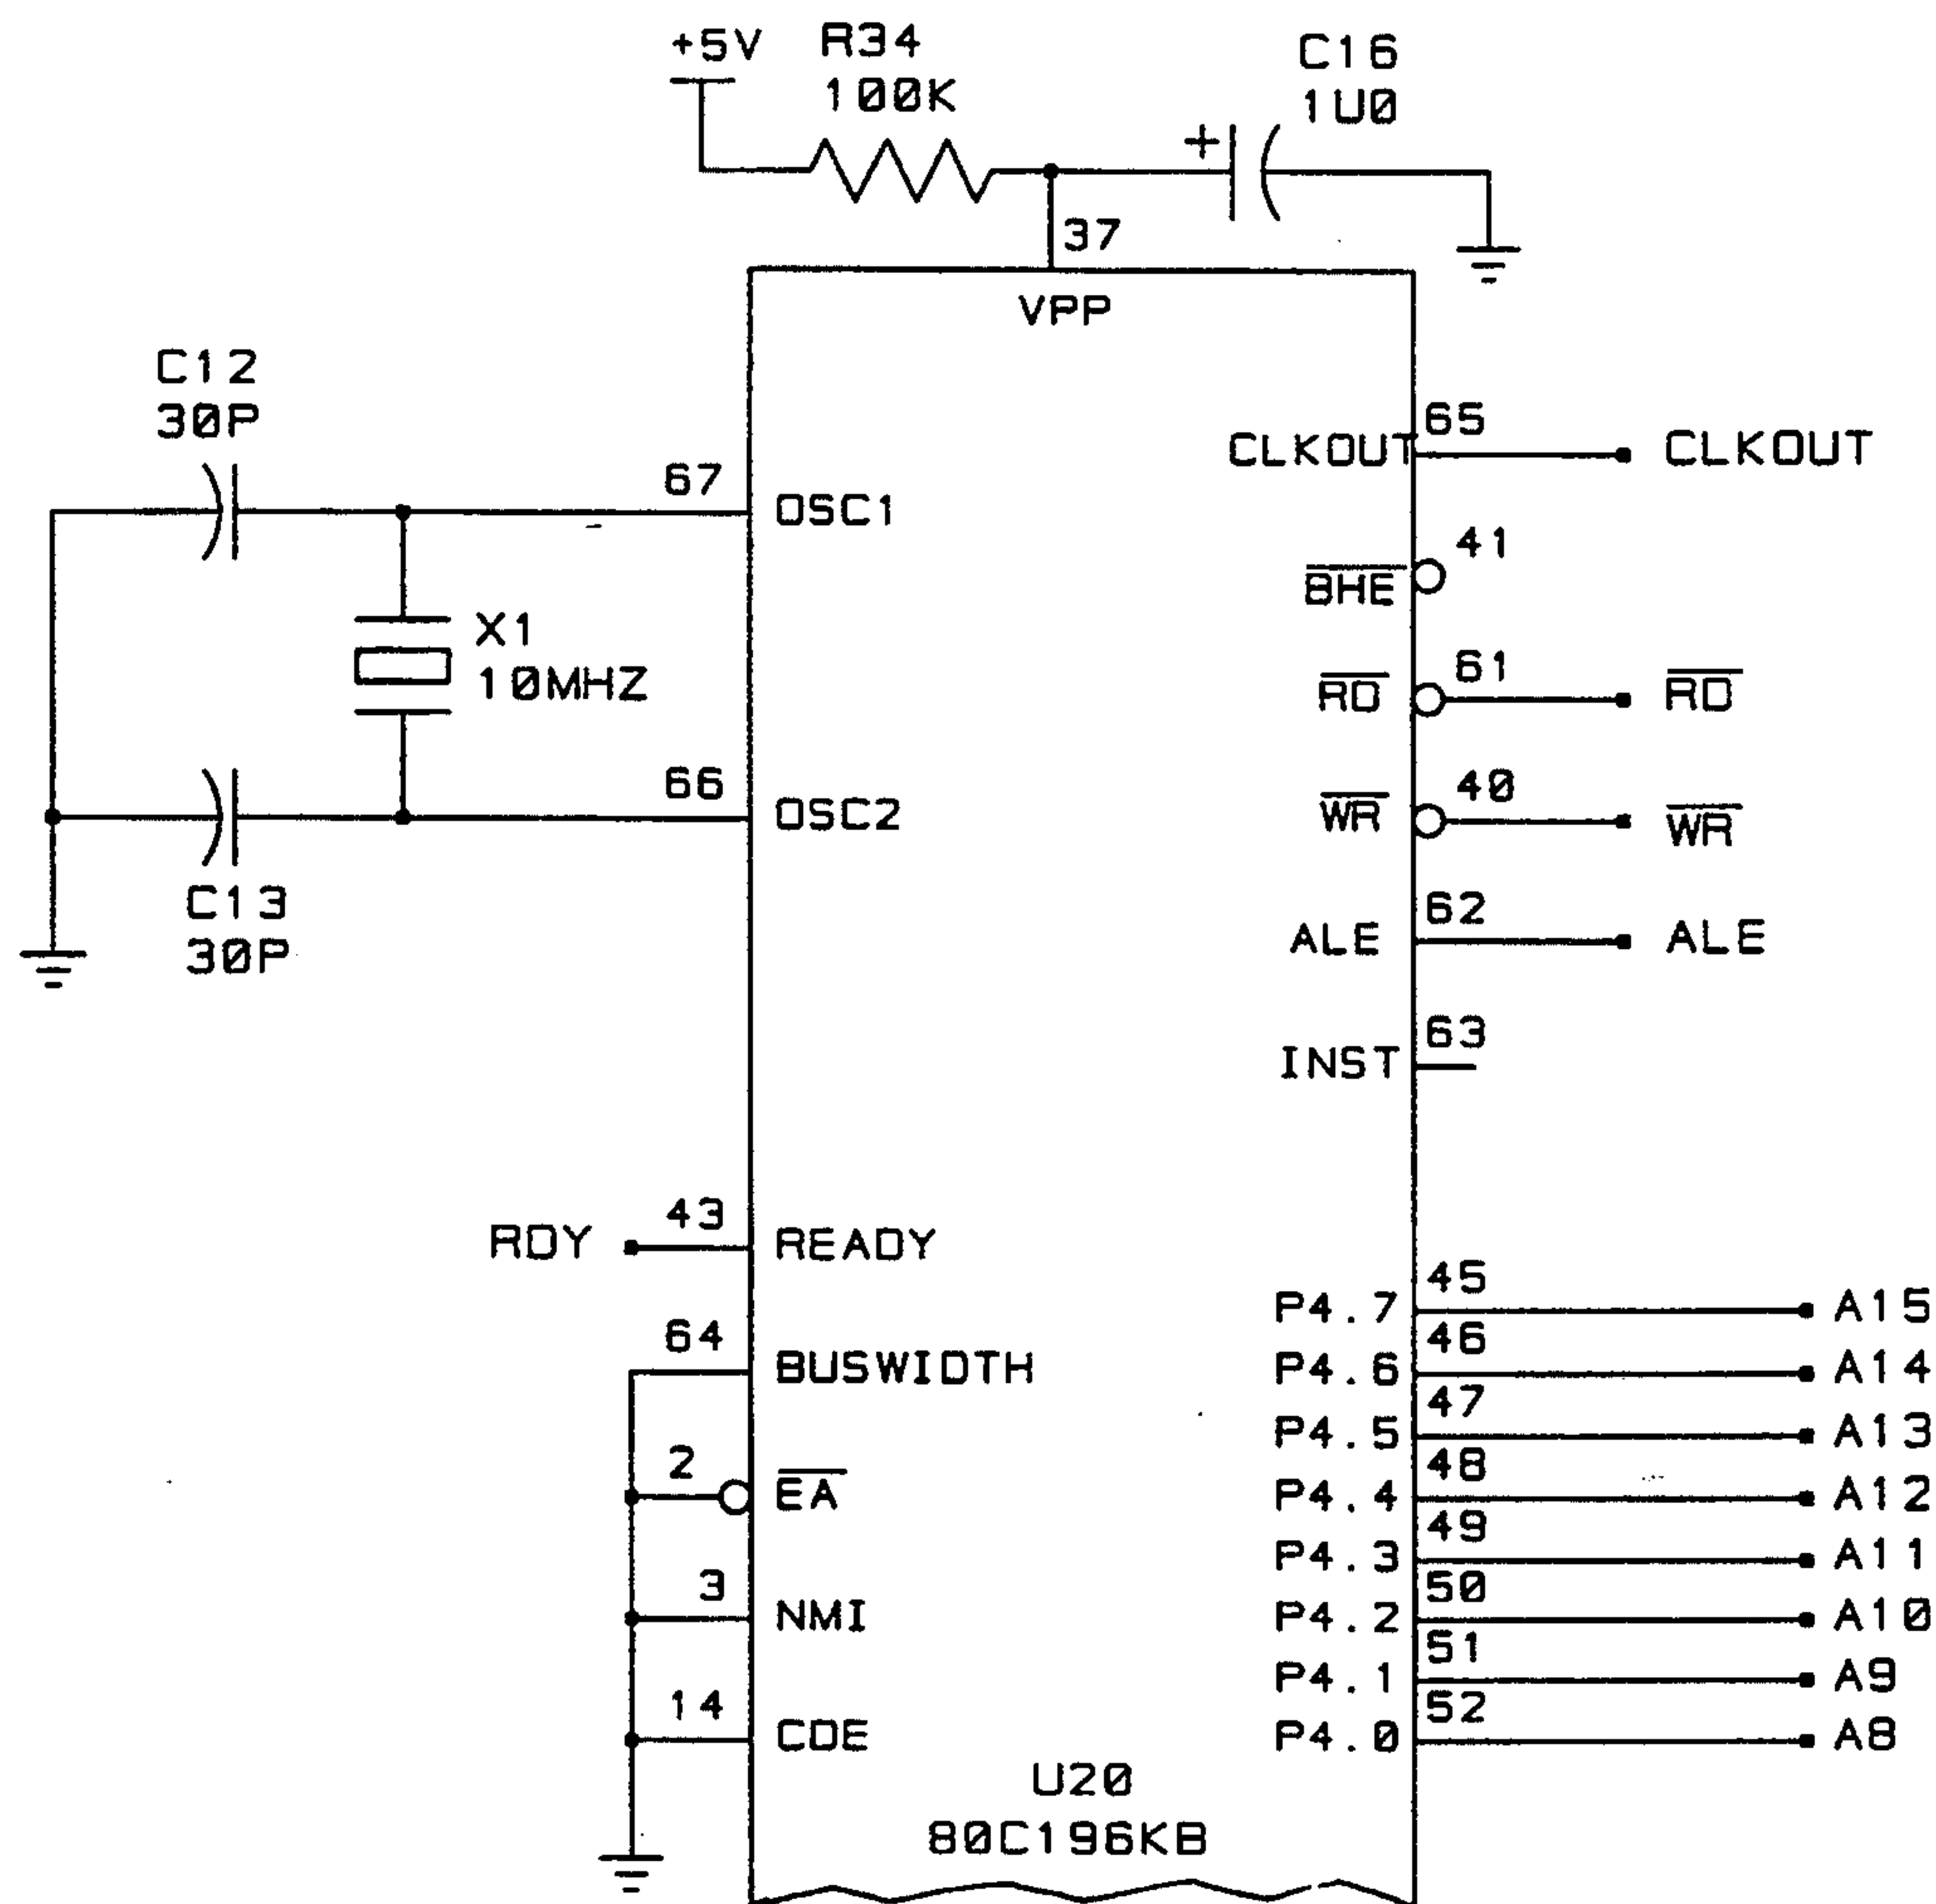 +5V
R34
100K
C16
1U0
+
37
VPP
C12
30P
67
OSC1
65
CLKOUT
CLKOUT
41
BHE
X1
10MHZ
61
RD
RD
66
OSC2
40
WR
WR
C13
30P
62
ALE
ALE
63
INST
RDY
43
READY
45
P4.7
A15
64
BUSWIDTH
46
P4.6
A14
47
P4.5
A13
2
EA
48
P4.4
A12
49
P4.3
A11
3
NMI
50
P4.2
A10
51
P4.1
A9
14
CDE
52
P4.0
A8
U20
80C196KB